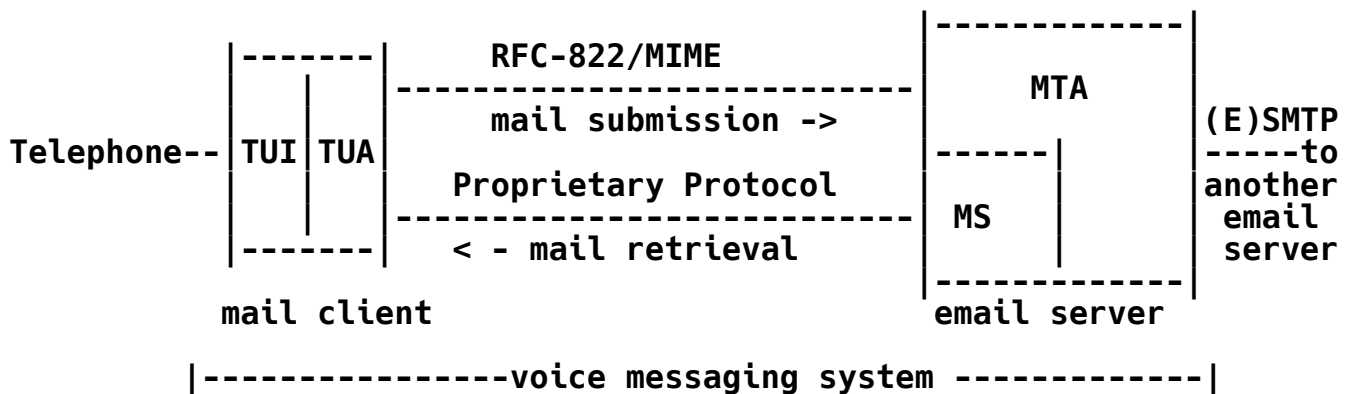 |-------------|
|-------| RFC-822/MIME | |
| | |---------------------------| MTA |
| | | mail submission -> | |(E)SMTP
Telephone--|TUI|TUA| |------| |-----to
| | | Proprietary Protocol | | |another
| | |---------------------------| MS | | email
|-------| < - mail retrieval | | | server
|-------------|
mail client email server
|----------------voice messaging system -------------|